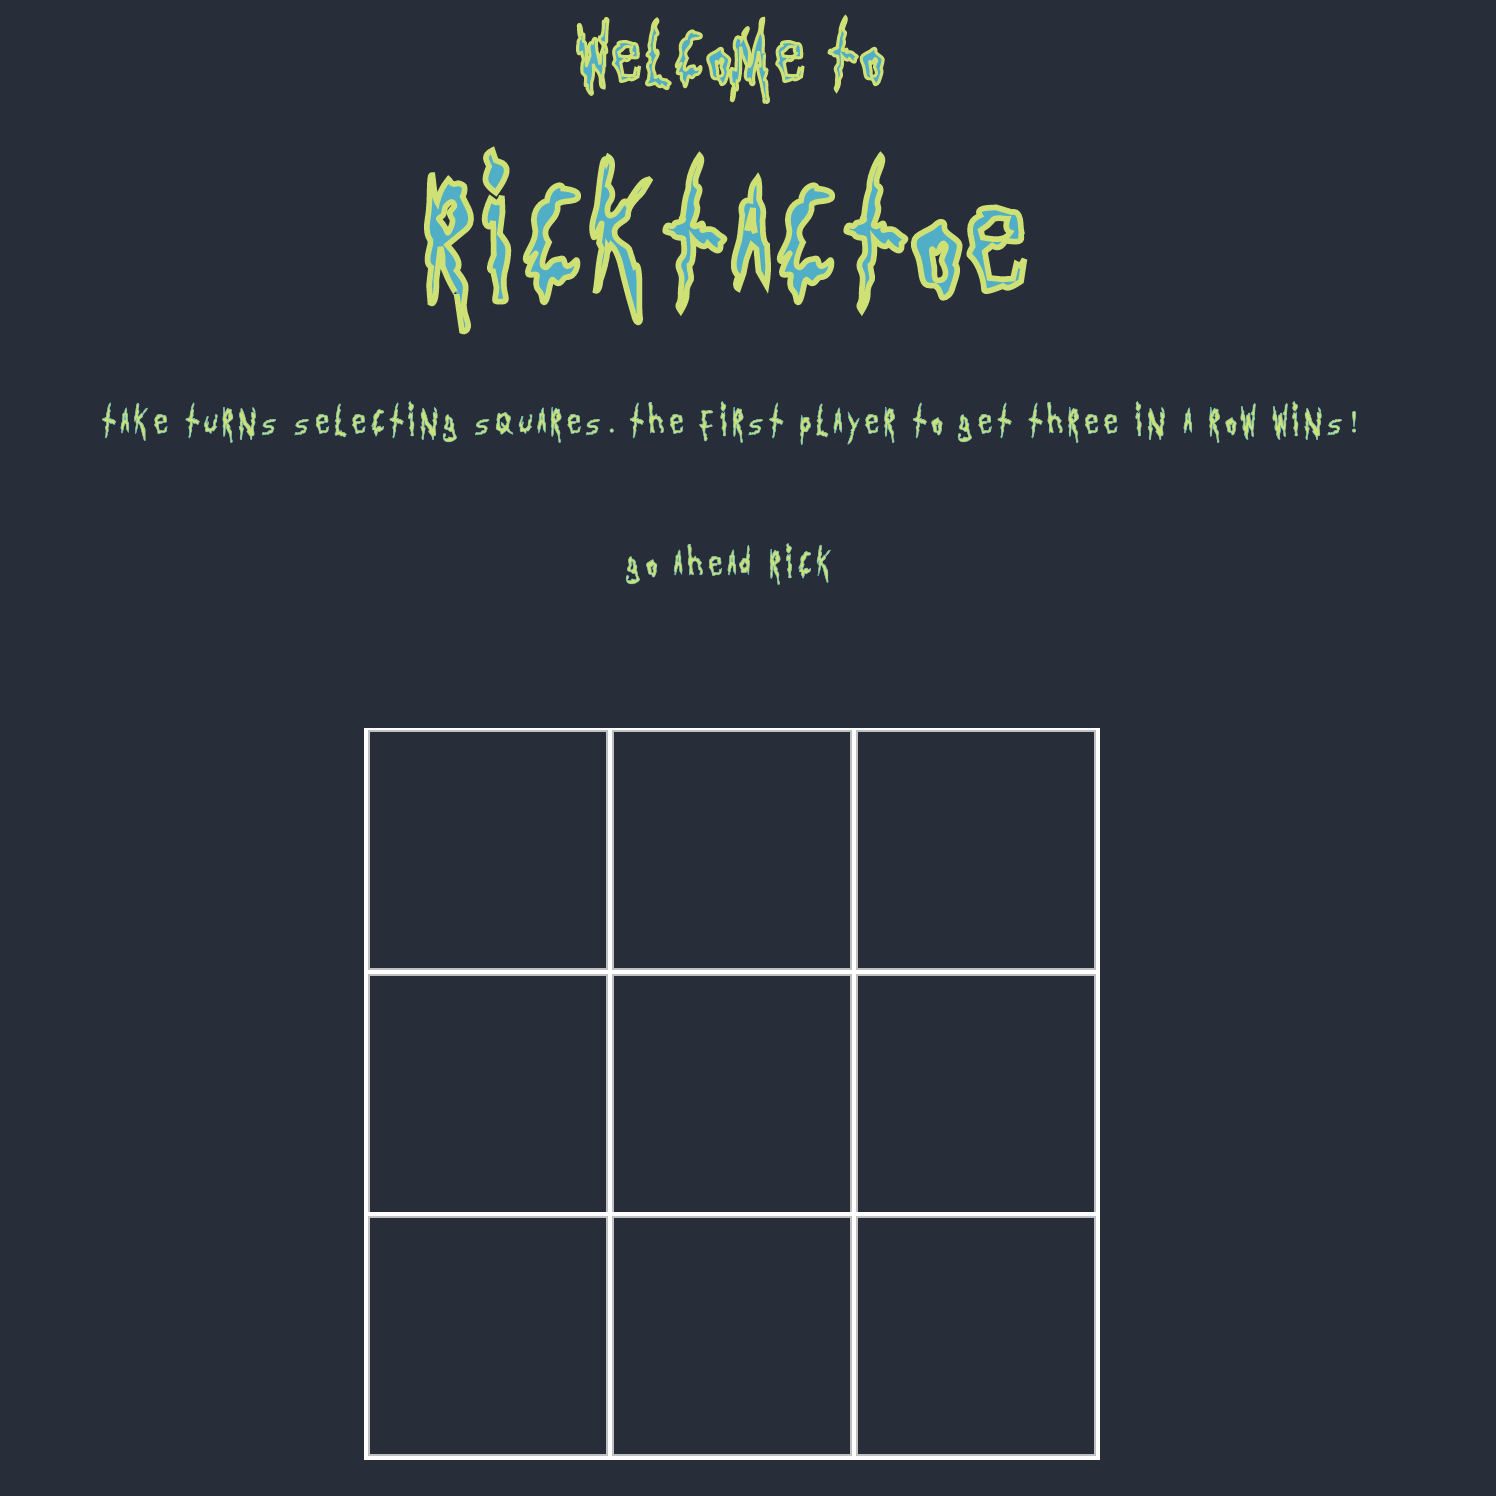 Welcome to
RickTacToe
Take turns selecting squares. The first player to get three in a row wins!
Go ahead Rick